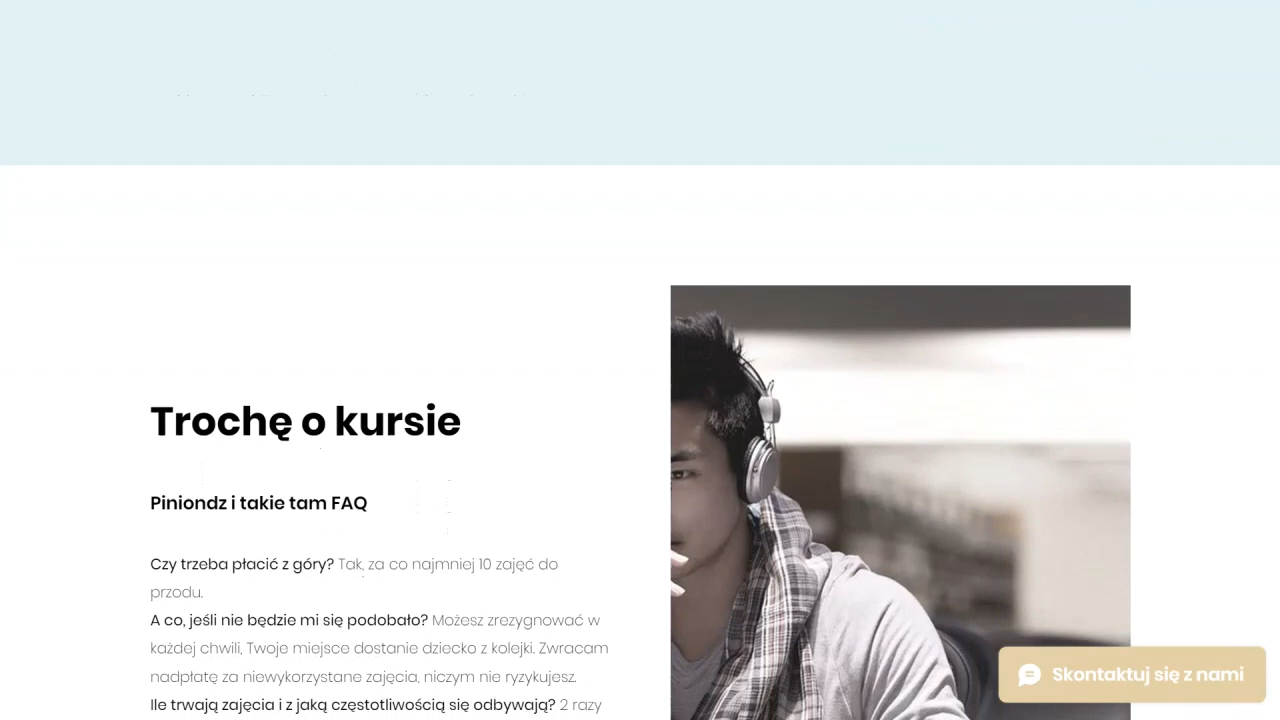 Trochę o kursie
Piniondz i takie tam FAQ
Czy trzeba płacić z góry? Tak, za co najmniej 10 zajęć do
przodu.
A co, jeśli nie będzie mi się podobało? Możesz zrezygnować w
każdej chwili, Twoje miejsce dostanie dziecko z kolejki. Zwracam
nadpłatę za niewykorzystane zajęcia, niczym nie ryzykujesz.
Ile trwają zajęcia i z jaką częstotliwością się odbywają? 2 razy
Skontaktuj się z nami